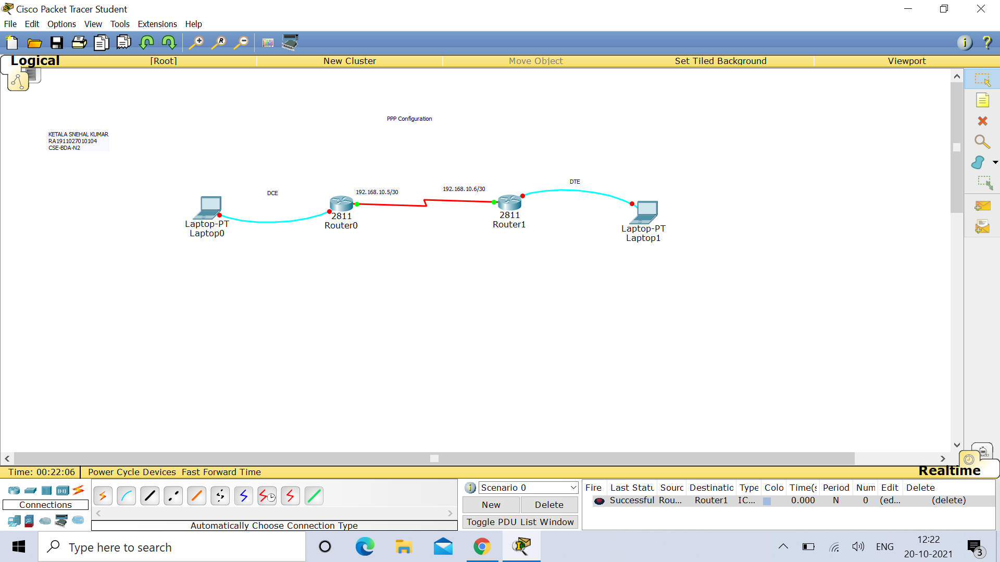 Cisco Packet Tracer Student
File Edit Options View Tools Extensions Help
Logical [Root] New Cluster Move Object Set Tiled Background Viewport
PPP Configuration
KETALA SNEHAL KUMAR
RA1911027010104
CSE-BDA-N2
DCE
192.168.10.5/30
192.168.10.6/30
DTE
Laptop-PT
Laptop0
2811
Router0
2811
Router1
Laptop-PT
Laptop1
Time: 00:22:06 Power Cycle Devices Fast Forward Time Realtime
Connections
Automatically Choose Connection Type
Scenario 0
New Delete
Toggle PDU List Window
Fire Last Statu Sourc Destinatic Type Colo Time(s Period Num Edit Delete
Successful Rou... Router1 IC... 0.000 N 0 (ed... (delete)
Type here to search
ENG
12:22
20-10-2021
3